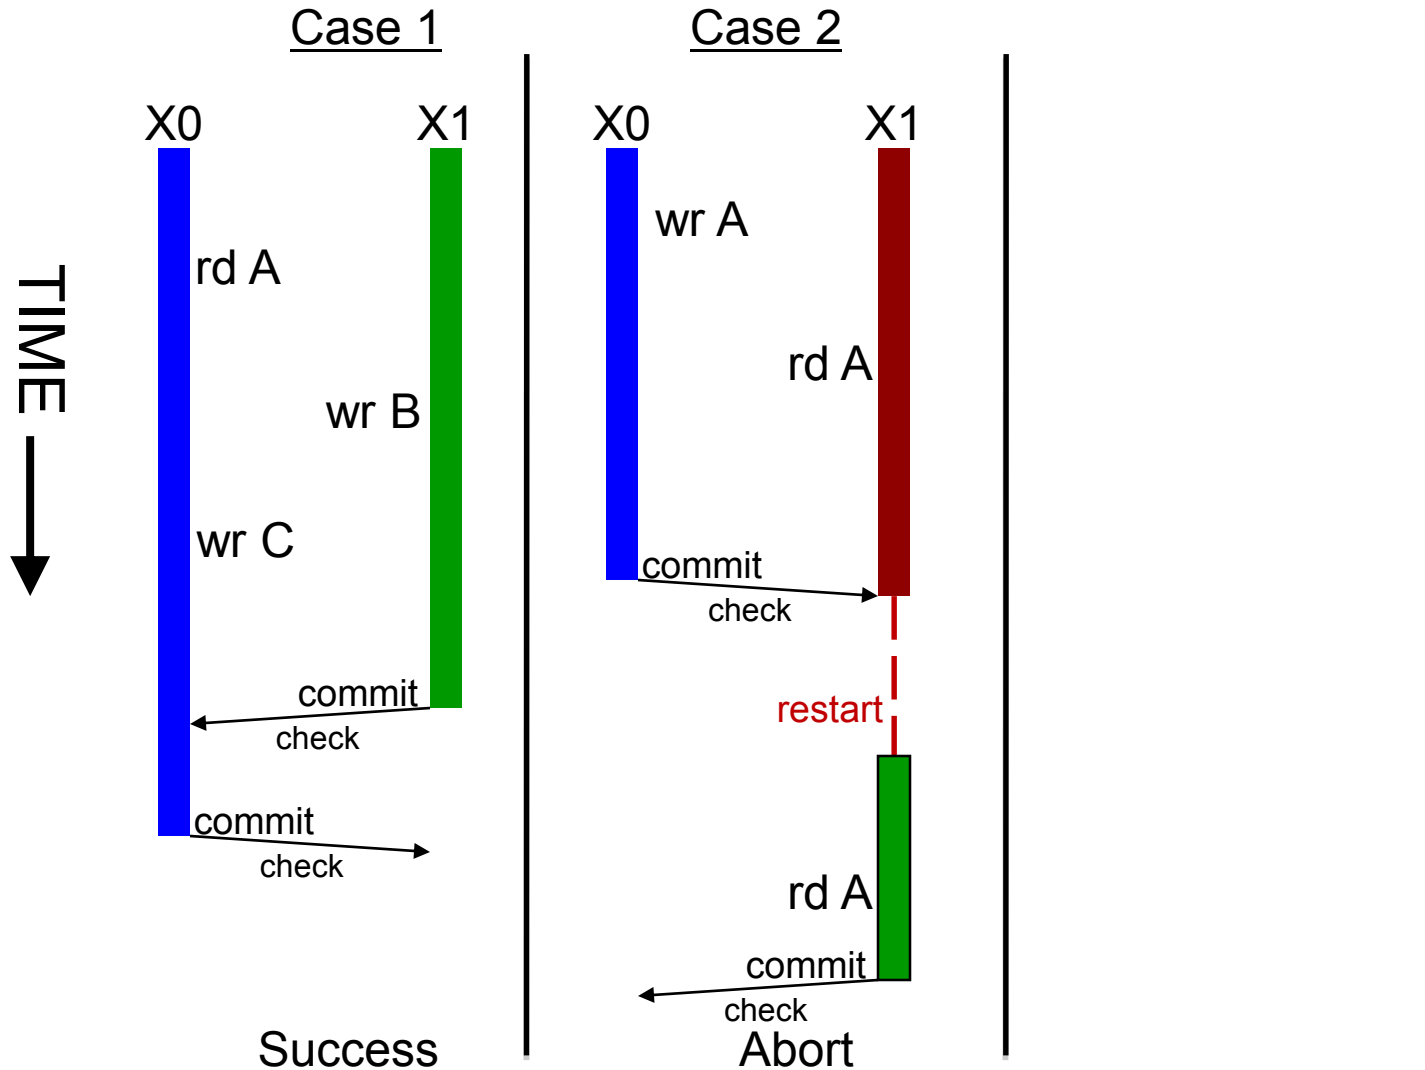 Case 1
Case 2
X0
X1
X0
X1
TIME
rd A
wr B
wr C
commit
check
commit
check
Success
wr A
rd A
commit
check
restart
rd A
commit
check
Abort